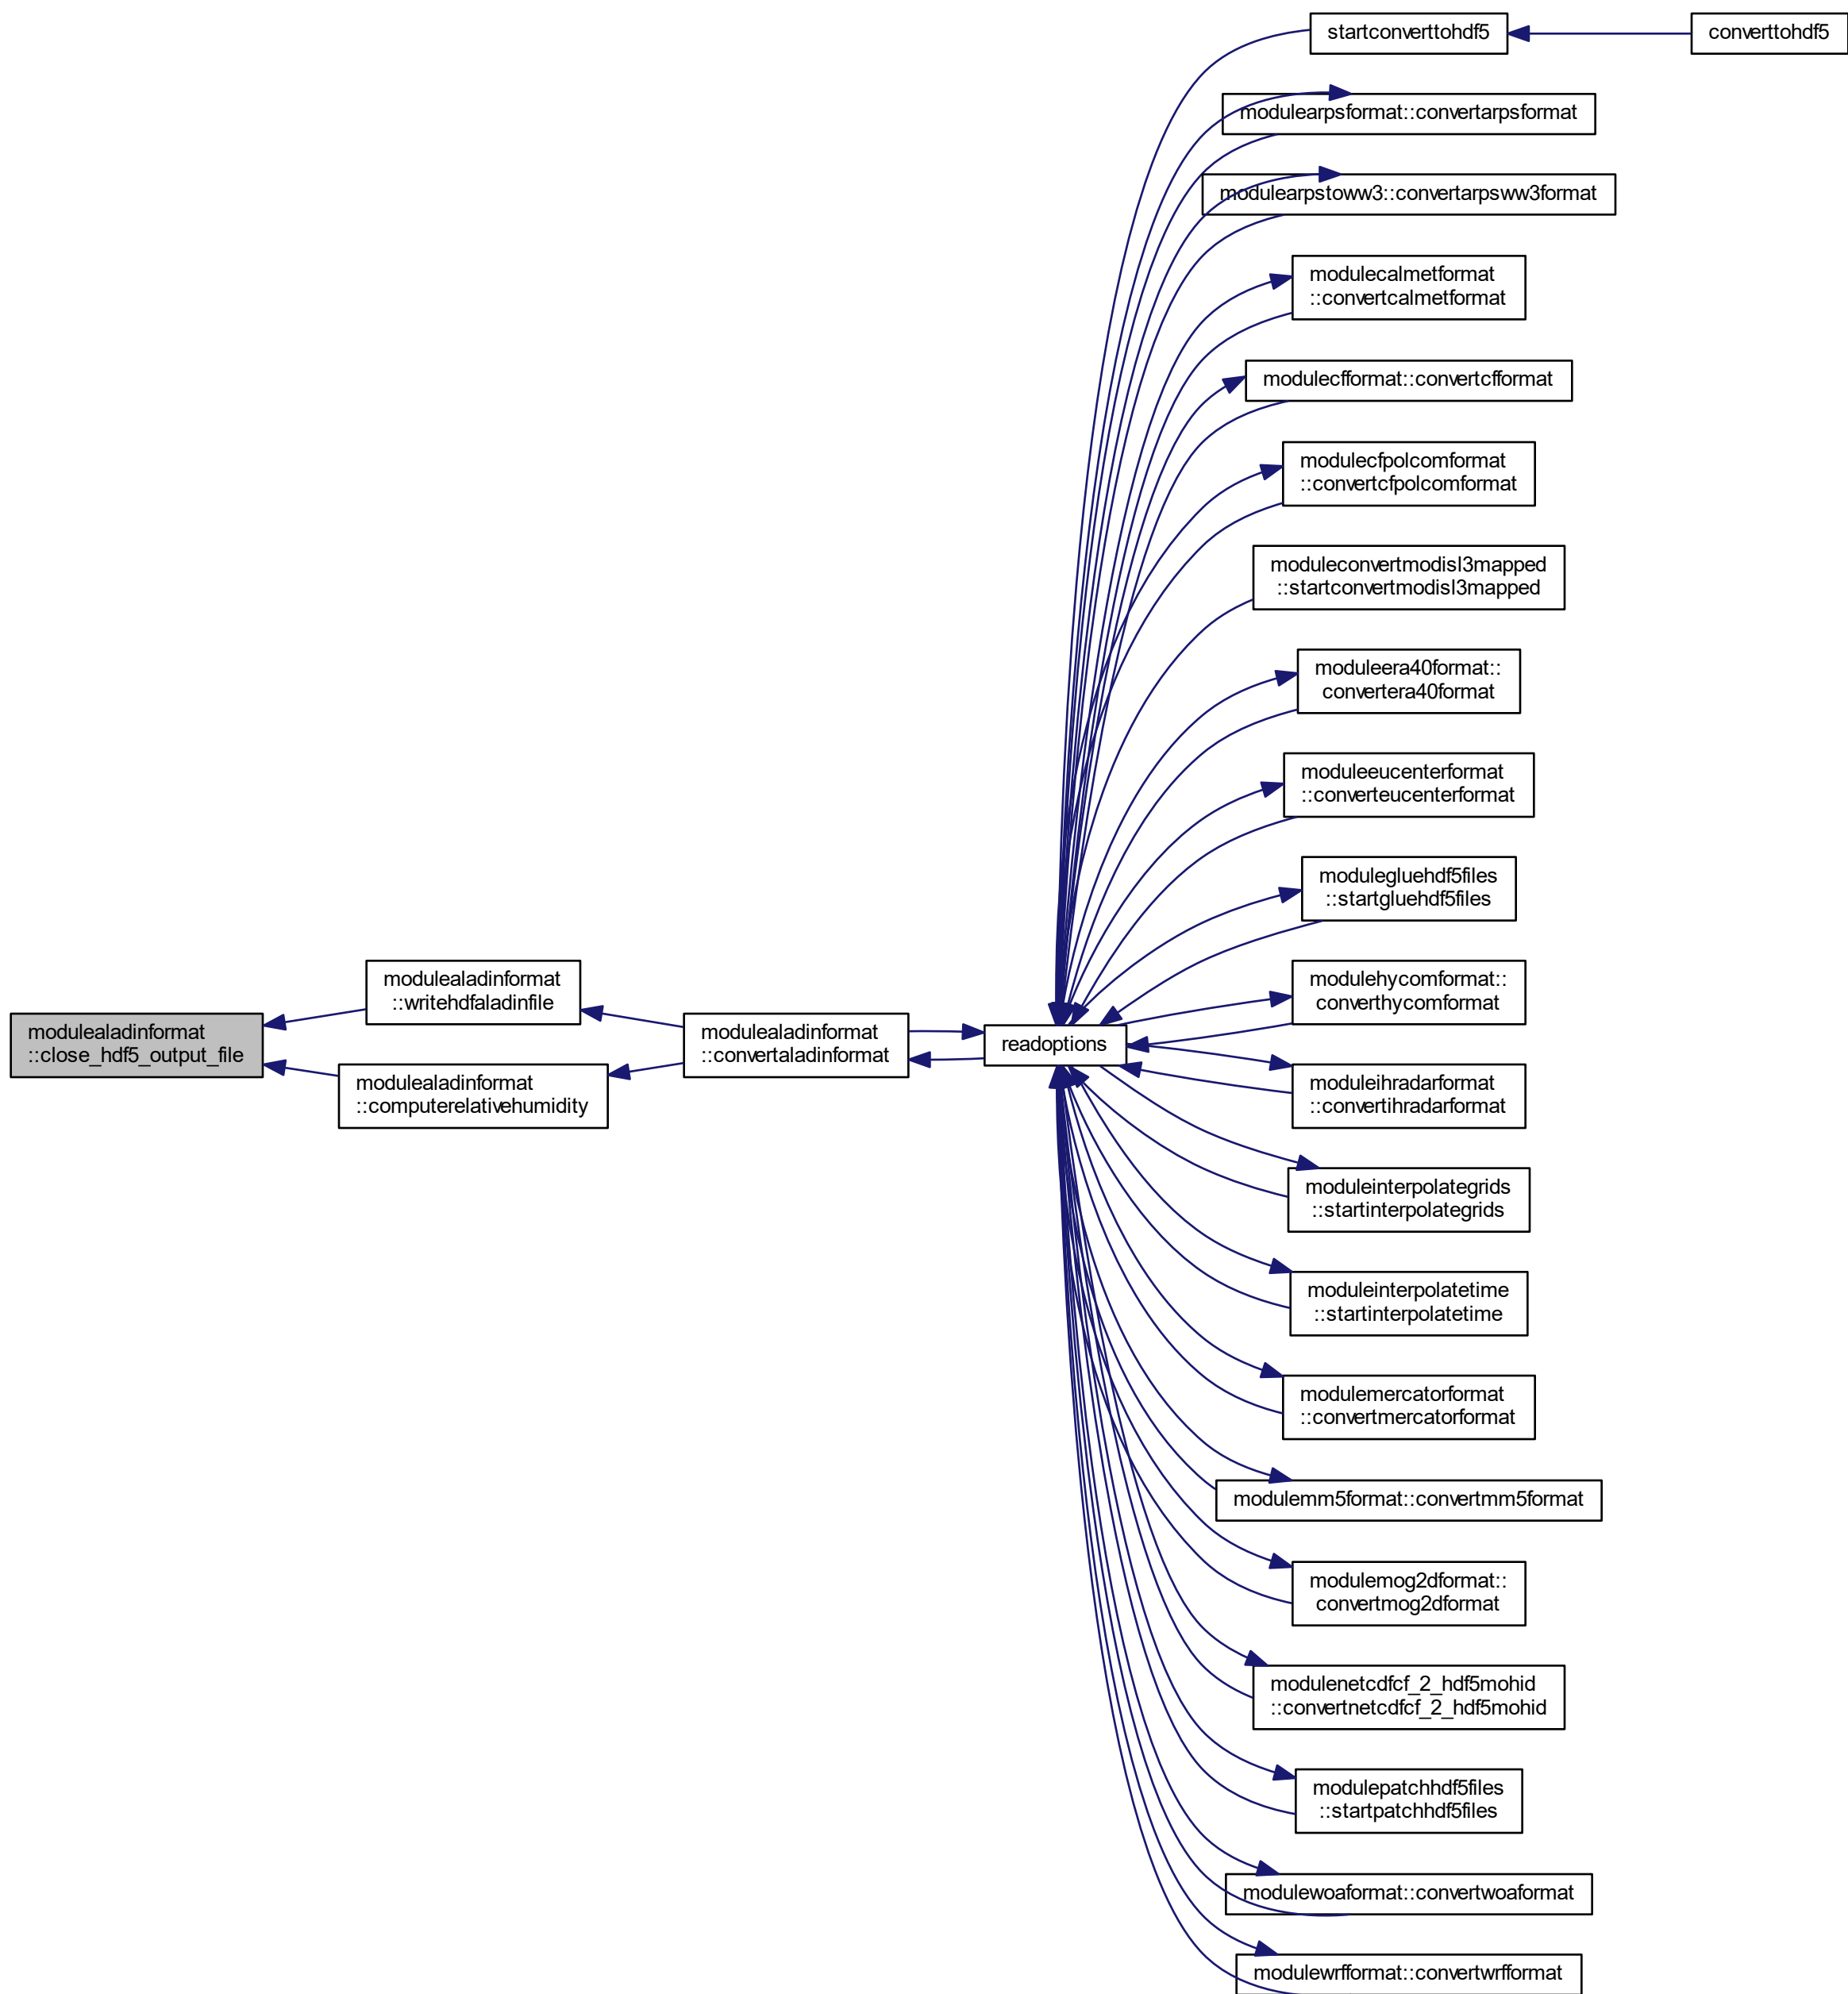 startconverttohdf5
converttohdf5
modulearpsformat::convertarpsformat
modulearpstoww3::convertarpsww3format
modulecalmetformat
::convertcalmetformat
modulecfformat::convertcfformat
modulecfpolcomformat
::convertcfpolcomformat
moduleconvertmodisl3mapped
::startconvertmodisl3mapped
moduleera40format::
convertera40format
moduleeucenterformat
::converteucenterformat
modulegluehdf5files
::startgluehdf5files
modulealadinformat
::writehdfaladinfile
modulehycomformat::
converthycomformat
modulealadinformat
::close_hdf5_output_file
modulealadinformat
::convertaladinformat
readoptions
modulealadinformat
::computerelativehumidity
moduleihradarformat
::convertihradarformat
moduleinterpolategrids
::startinterpolategrids
moduleinterpolatetime
::startinterpolatetime
modulemercatorformat
::convertmercatorformat
modulemm5format::convertmm5format
modulemog2dformat::
convertmog2dformat
modulenetcdfcf_2_hdf5mohid
::convertnetcdfcf_2_hdf5mohid
modulepatchhdf5files
::startpatchhdf5files
modulewoaformat::convertwoaformat
modulewrfformat::convertwrfformat